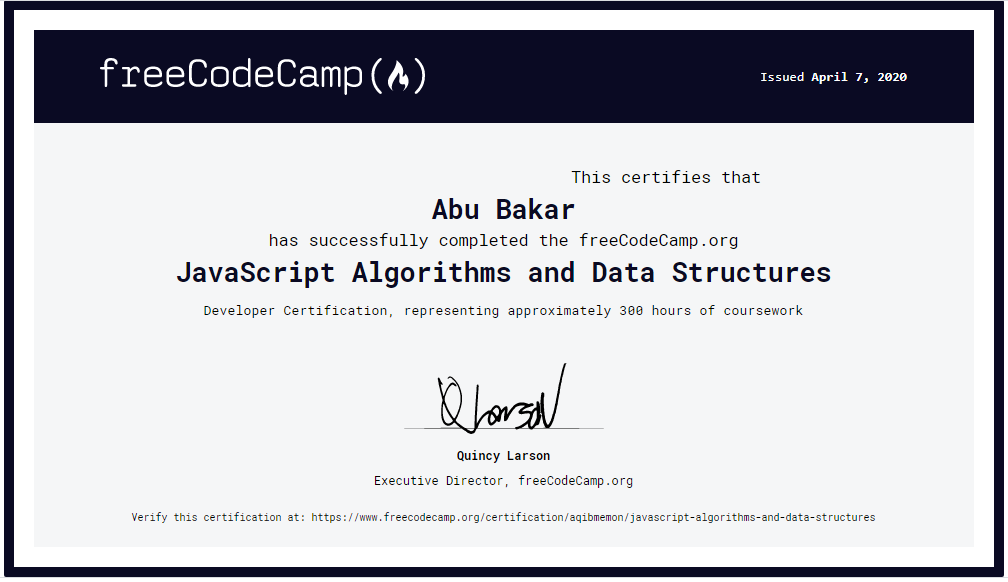 freeCodeCamp
Issued April 7, 2020
This certifies that
Abu Bakar
has successfully completed the freeCodeCamp.org
JavaScript Algorithms and Data Structures
Developer Certification, representing approximately 300 hours of coursework
QLarson
Quincy Larson
Executive Director, freeCodeCamp.org
Verify this certification at: https://www.freecodecamp.org/certification/aqibmemon/javascript-algorithms-and-data-structures